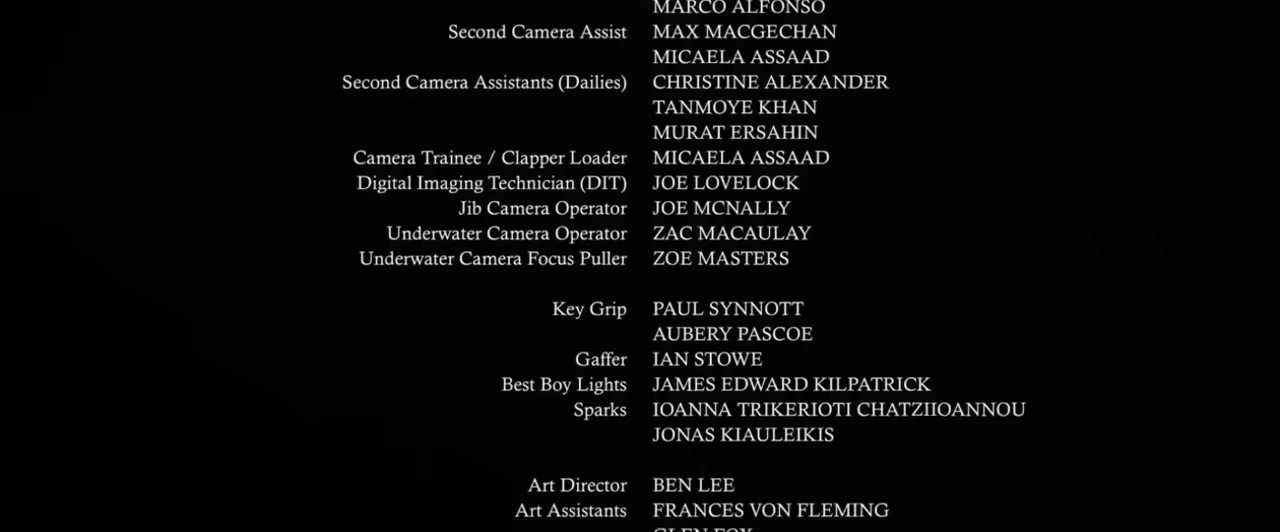 MARCO ALFONSO
Second Camera Assist MAX MACGECHAN
MICAELA ASSAAD
Second Camera Assistants (Dailies) CHRISTINE ALEXANDER
TANMOYE KHAN
MURAT ERSAHIN
Camera Trainee / Clapper Loader MICAELA ASSAAD
Digital Imaging Technician (DIT) JOE LOVELOCK
Jib Camera Operator JOE MCNALLY
Underwater Camera Operator ZAC MACAULAY
Underwater Camera Focus Puller ZOE MASTERS
Key Grip PAUL SYNNOTT
AUBERY PASCOE
Gaffer IAN STOWE
Best Boy Lights JAMES EDWARD KILPATRICK
Sparks IOANNA TRIKERIOTI CHATZIIOANNOU
JONAS KIAULEIKIS
Art Director BEN LEE
Art Assistants FRANCES VON FLEMING
GLEN FOX